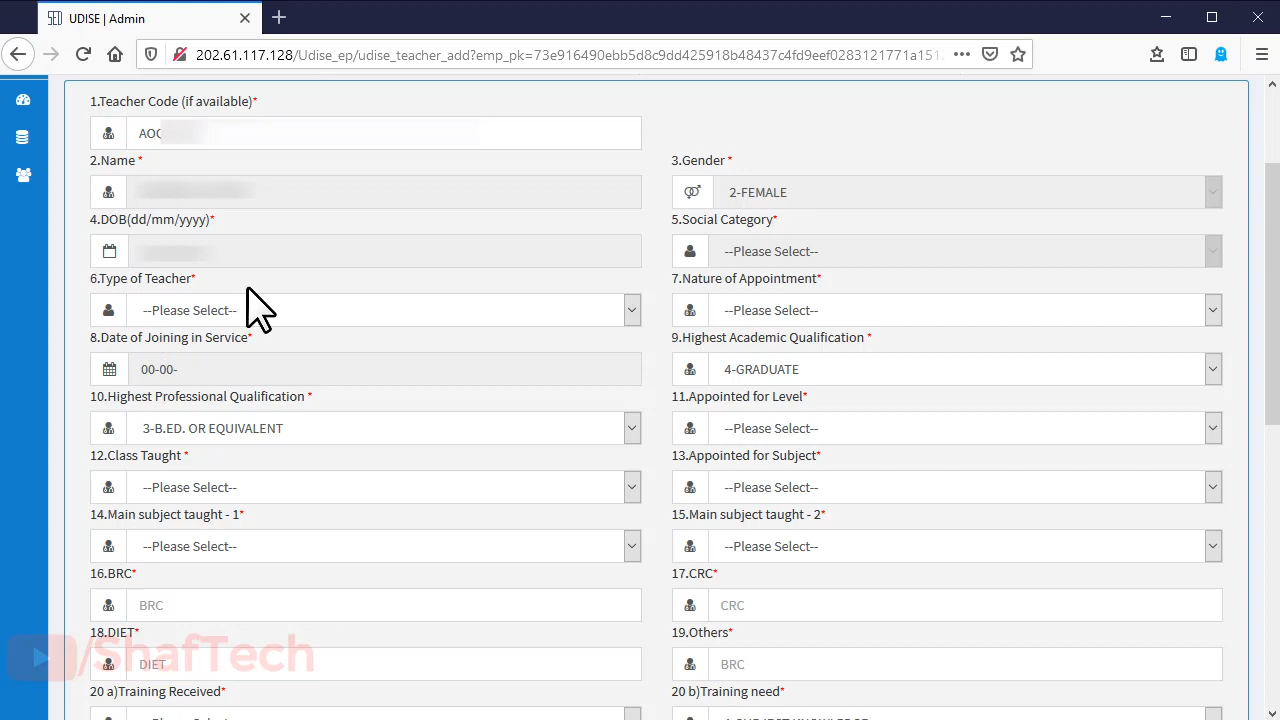 UDISE | Admin
202.61.117.128/Udise_ep/udise_teacher_add?emp_pk=73e916490ebb5d8c9dd425918b48437c4fd9eef0283121771a151
1.Teacher Code (if available)*
AOC
2.Name *
3.Gender *
2-FEMALE
4.DOB(dd/mm/yyyy)*
5.Social Category*
--Please Select--
6.Type of Teacher*
7.Nature of Appointment*
--Please Select--
--Please Select--
8.Date of Joining in Service*
9.Highest Academic Qualification *
00-00-
4-GRADUATE
10.Highest Professional Qualification *
11.Appointed for Level*
3-B.ED. OR EQUIVALENT
--Please Select--
12.Class Taught *
13.Appointed for Subject*
--Please Select--
--Please Select--
14.Main subject taught - 1*
15.Main subject taught - 2*
--Please Select--
--Please Select--
16.BRC*
17.CRC*
BRC
CRC
18.DIET*
19.Others*
DIET
BRC
/ShafTech
20 a)Training Received*
20 b)Training need*